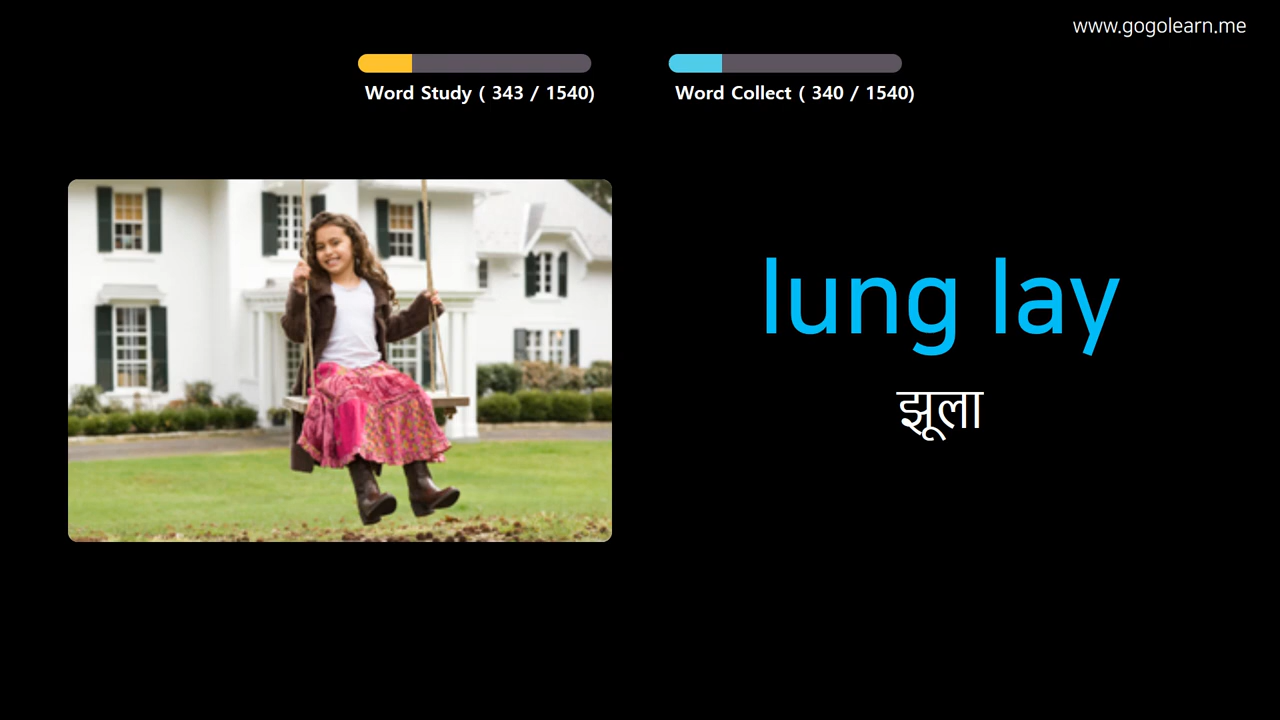 www.gogolearn.me
Word Study ( 343 / 1540)
Word Collect ( 340 / 1540)
lung lay
झूला